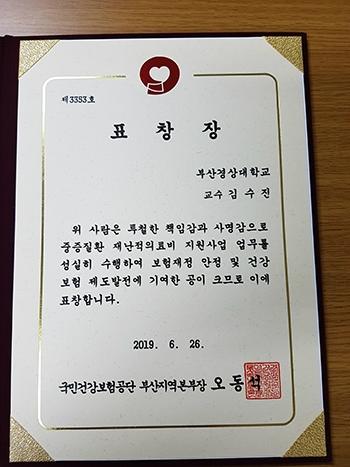 제3353호
표창장
부산경상대학교
교수 김수진
위 사람은 투철한 책임감과 사명감으로
중증질환 재난적의료비 지원사업 업무를
성실히 수행하여 보험재정 안정 및 건강
보험 제도발전에 기여한 공이 크므로 이에
표창합니다.
2019. 6. 26.
국민건강보험공단 부산지역본부장 오동석